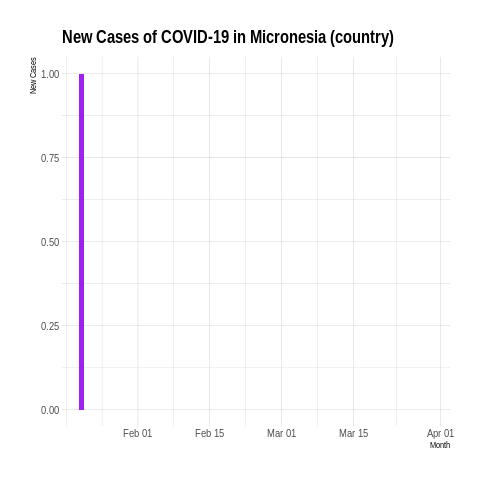 New Cases of COVID-19 in Micronesia (country)
New Cases
1.00
0.75
0.50
0.25
0.00
Feb 01
Feb 15
Mar 01
Mar 15
Apr 01
Month